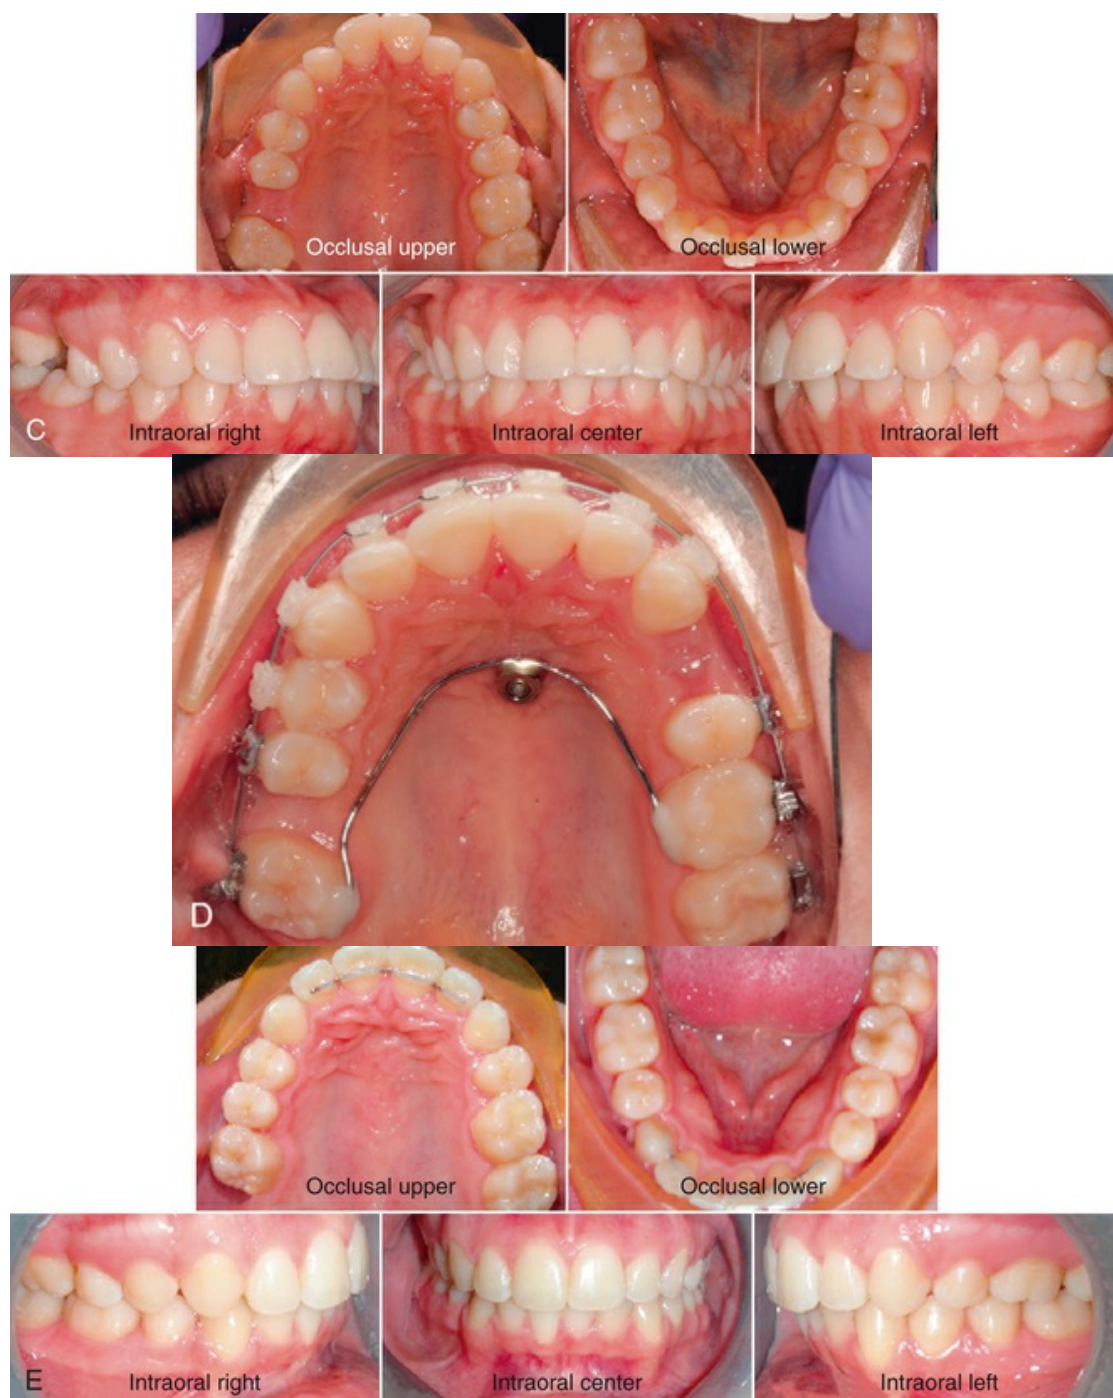 Occlusal upper
Occlusal lower
C
Intraoral right
Intraoral center
Intraoral left
D
Occlusal upper
Occlusal lower
E
Intraoral right
Intraoral center
Intraoral left